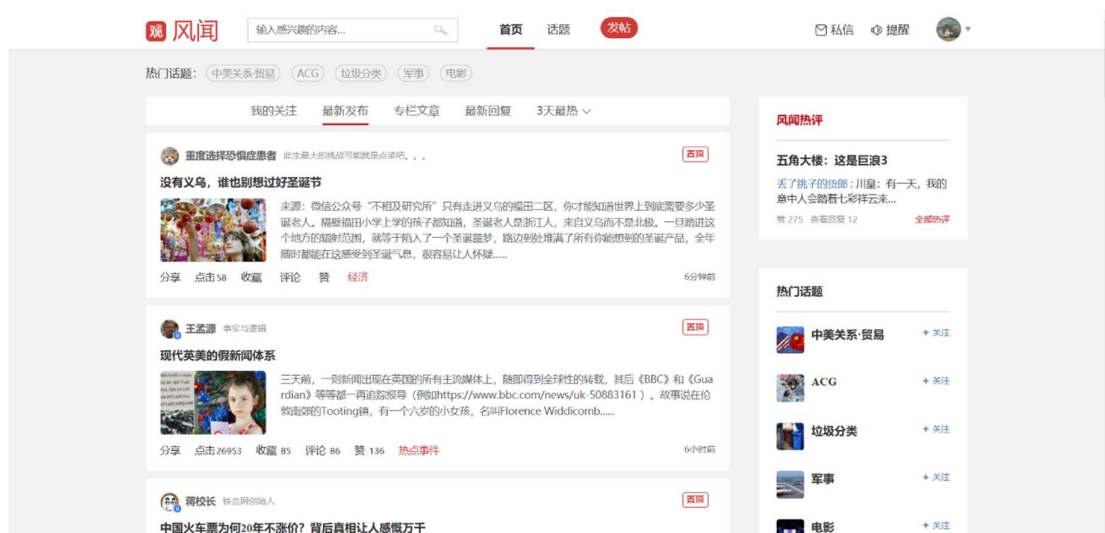 观 风闻 输入感兴趣的内容... 首页 话题 发帖 私信 提醒
热门话题： 中美关系·贸易 ACG 垃圾分类 军事 电影
我的关注 最新发布 专栏文章 最新回复 3天最热
重度选择恐惧症患者 此生最大的挑战可能就是点菜吧。。。 置顶
没有义乌，谁也别想过好圣诞节
来源：微信公众号“不相及研究所”只有走进义乌的福田二区，你才能知道世界上到底需要多少圣
诞老人。隔壁福田小学上学的孩子都知道，圣诞老人是浙江人，来自义乌而不是北极。一旦踏进这
个地方的辐射范围，就等于陷入了一个圣诞噩梦，路边到处堆满了所有你能想到的圣诞产品，全年
随时都能在这感受到圣诞气息，很容易让人怀疑......
分享 点击 58 收藏 评论 赞 经济 6分钟前
王孟源 事实与逻辑 置顶
现代英美的假新闻体系
三天前，一则新闻出现在英国的所有主流媒体上，随即得到全球性的转载，其后《BBC》和《Gua
rdian》等等都一再追踪报导（例如https://www.bbc.com/news/uk-50883161）。故事说在伦
敦南郊的Tooting镇，有一个六岁的小女孩，名叫Florence Widdicomb......
分享 点击 26953 收藏 85 评论 86 赞 136 热点事件 6小时前
蒋校长 铁血网创始人 置顶
中国火车票为何20年不涨价？背后真相让人感慨万千
风闻热评
五角大楼：这是巨浪3
丢了挑子的货郎：川皇：有一天，我的
意中人会踏着七彩祥云来...
赞 275 查看回复 12 全部热评
热门话题
中美关系·贸易 + 关注
ACG + 关注
垃圾分类 + 关注
军事 + 关注
电影 + 关注